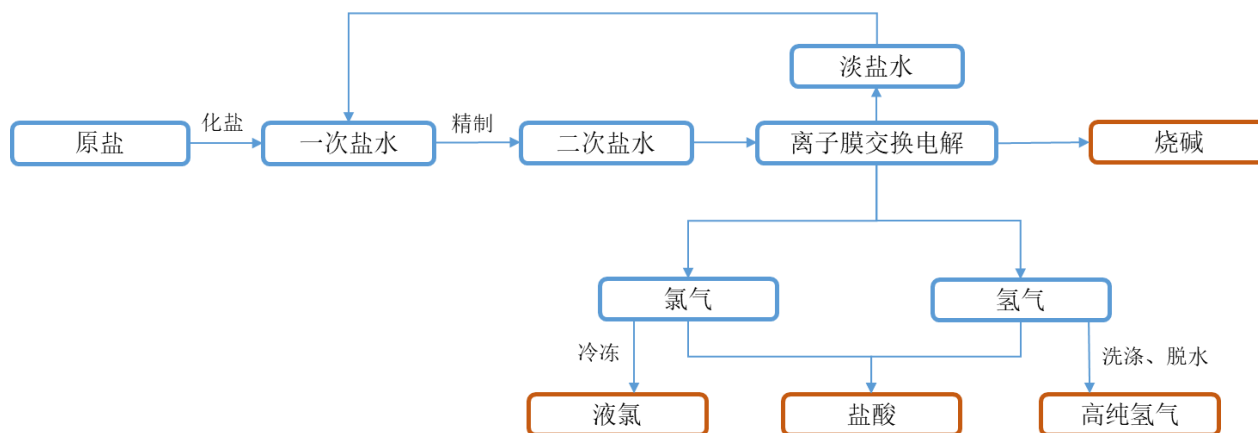 淡盐水
原盐
化盐
一次盐水
精制
二次盐水
离子膜交换电解
烧碱
氯气
氢气
冷冻
洗涤、脱水
液氯
盐酸
高纯氢气